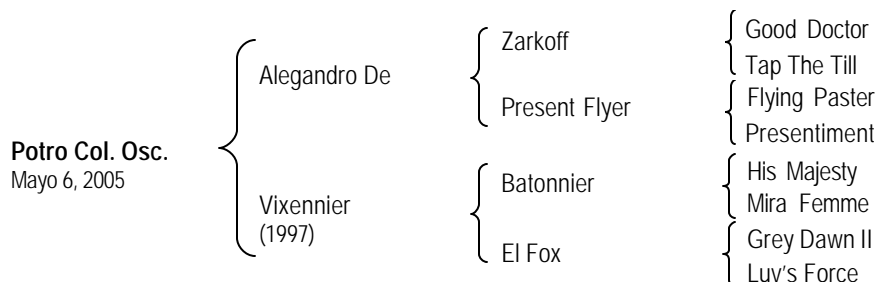 Good Doctor
Zarkoff
Tap The Till
Alegandro De
Flying Paster
Present Flyer
Presentiment
Potro Col. Osc.
Mayo 6, 2005
His Majesty
Batonnier
Mira Femme
Vixennier
(1997)
Grey Dawn II
El Fox
Luv's Force